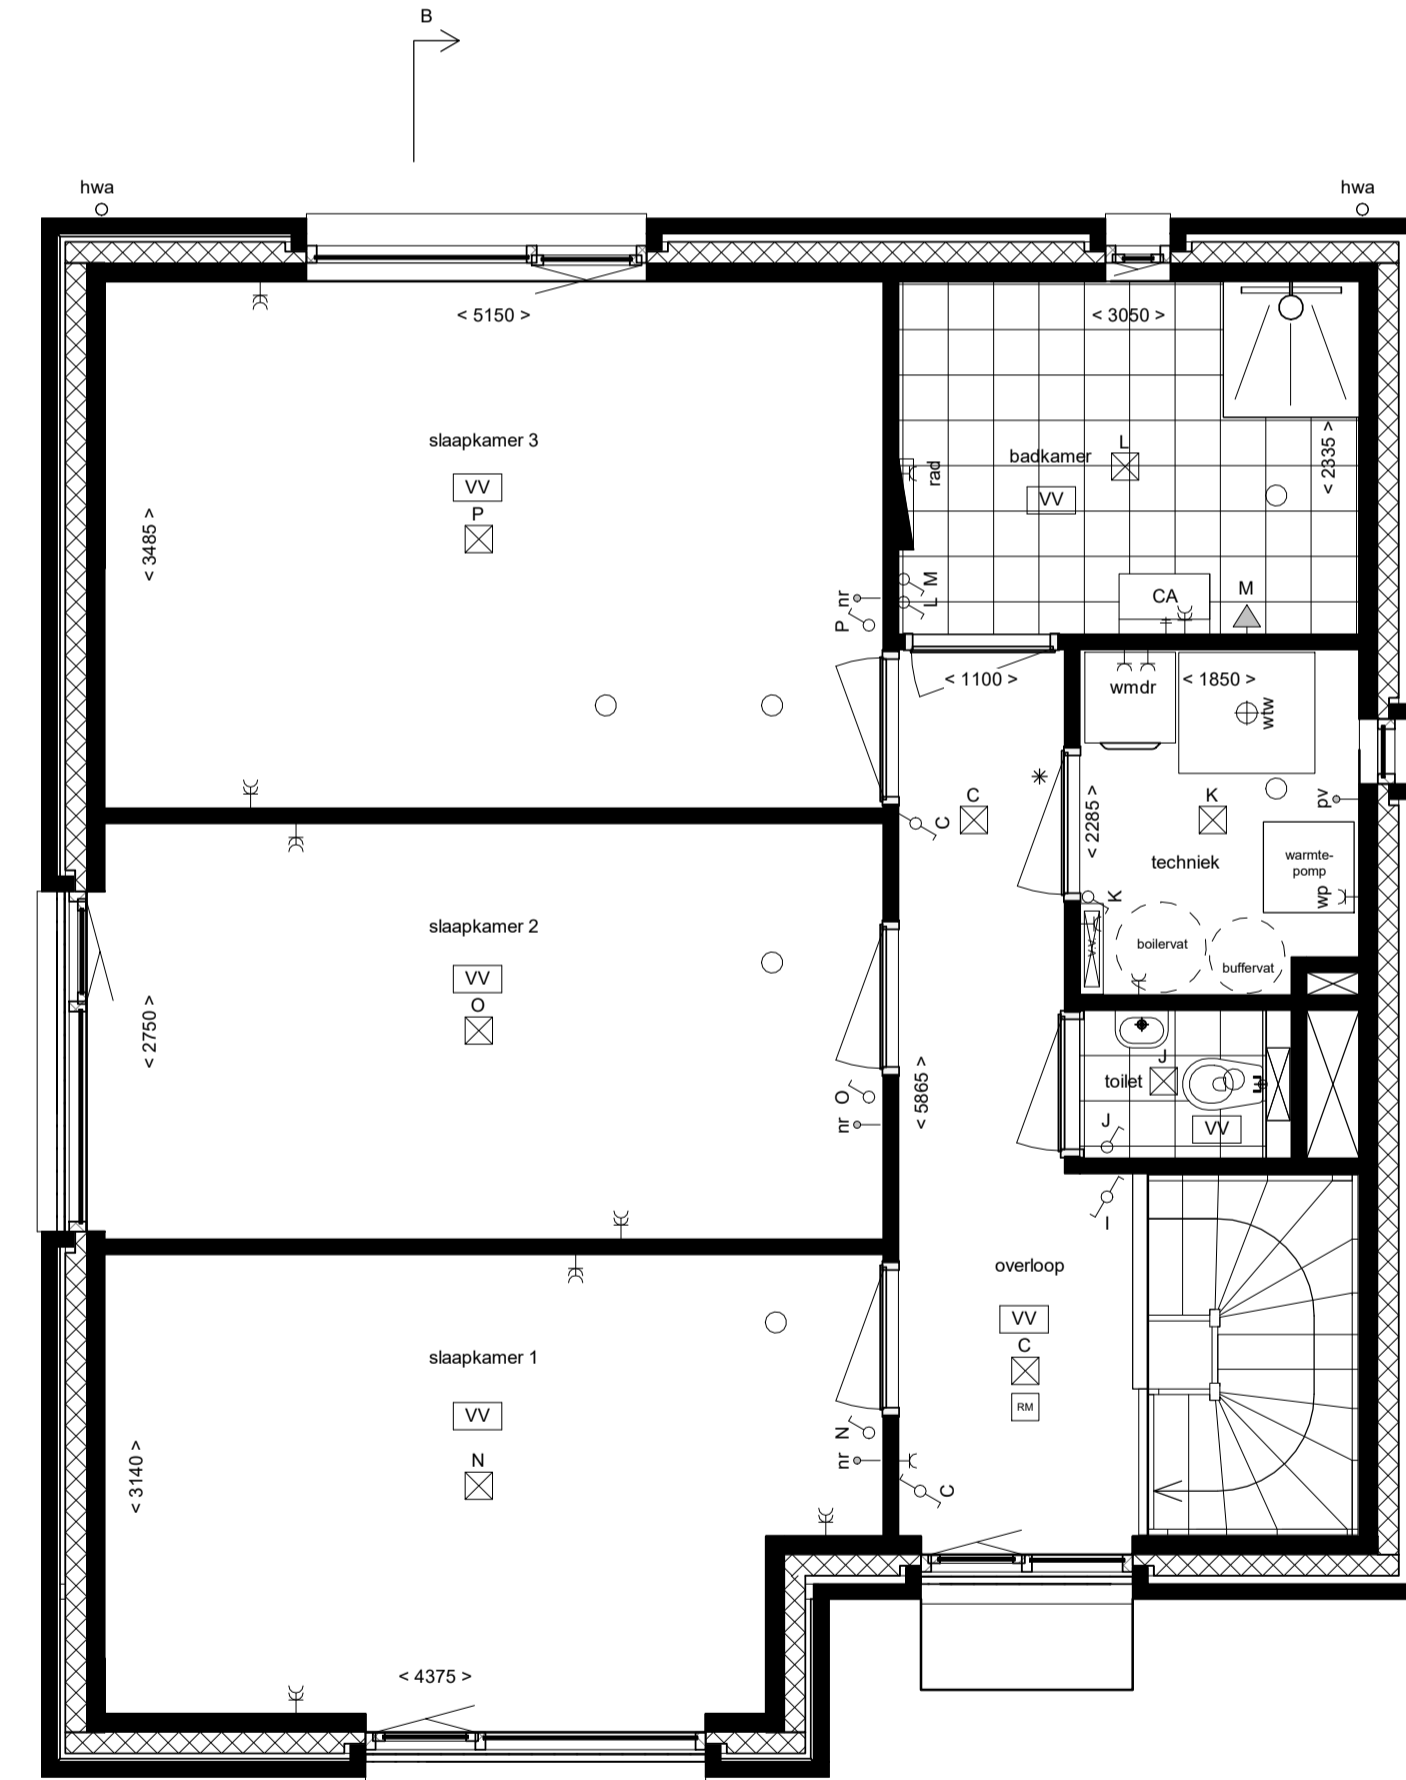 B
hwa
hwa
< 5150 >
< 3050 >
slaapkamer 3
VV
P
badkamer
L
VV
rad
< 2335 >
< 3485 >
nr
P
M
L
CA
M
< 1100 >
wmdr
< 1850 >
wtw
C
C
*
< 2285 >
K
pv
techniek
warmte-
pomp
wp
K
v.v.
boilervat
buffervat
slaapkamer 2
VV
O
< 2750 >
O
nr
< 5865 >
toilet
J
VV
J
I
overloop
VV
C
RM
slaapkamer 1
VV
N
< 3140 >
N
nr
C
< 4375 >